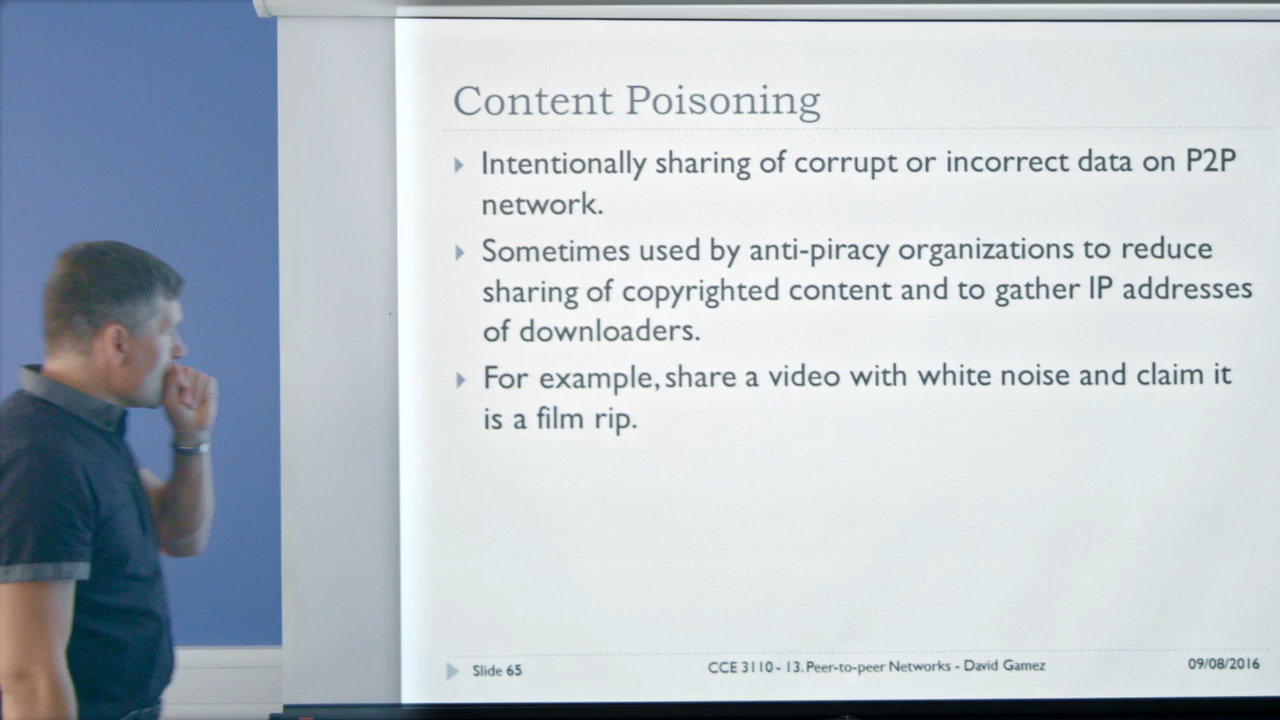 Content Poisoning
Intentionally sharing of corrupt or incorrect data on P2P
network.
Sometimes used by anti-piracy organizations to reduce
sharing of copyrighted content and to gather IP addresses
of downloaders.
For example, share a video with white noise and claim it
is a film rip.
Slide 65
CCE 3110 - 13. Peer-to-peer Networks - David Gamez
09/08/2016